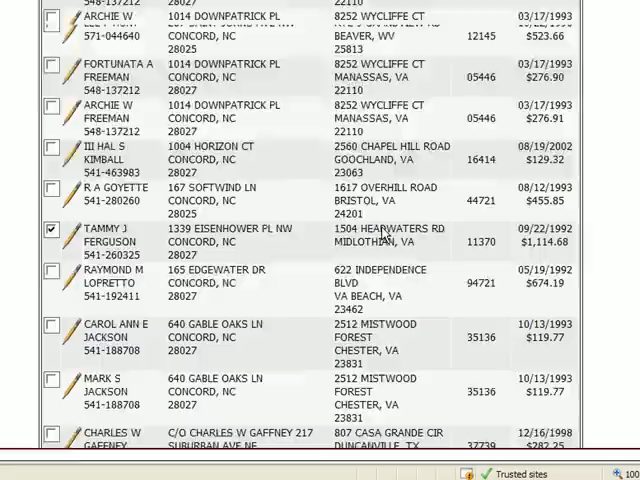 ARCHIE W 1014 DOWNPATRICK PL 8252 WYCLIFFE CT 03/17/1993
571-044640 CONCORD, NC BEAVER, WV 12145 $523.66
28025 25813
FORTUNATA A 1014 DOWNPATRICK PL 8252 WYCLIFFE CT 03/17/1993
FREEMAN CONCORD, NC MANASSAS, VA 05446 $276.90
548-137212 28027 22110
ARCHIE W 1014 DOWNPATRICK PL 8252 WYCLIFFE CT 03/17/1993
FREEMAN CONCORD, NC MANASSAS, VA 05446 $276.91
548-137212 28027 22110
III HAL S 1004 HORIZON CT 2560 CHAPEL HILL ROAD 08/19/2002
KIMBALL CONCORD, NC GOOCHLAND, VA 16414 $129.32
541-463983 28027 23063
R A GOYETTE 167 SOFTWIND LN 1617 OVERHILL ROAD 08/12/1993
541-280260 CONCORD, NC BRISTOL, VA 44721 $455.85
28025 24201
TAMMY J 1339 EISENHOWER PL NW 1504 HEADWATERS RD 09/22/1992
FERGUSON CONCORD, NC MIDLOTHIAN, VA 11370 $1,114.68
541-260325 28027
RAYMOND M 165 EDGEWATER DR 622 INDEPENDENCE 05/19/1992
LOPRETTO CONCORD, NC BLVD 94721 $674.19
541-192411 28027 VA BEACH, VA
23462
CAROL ANN E 640 GABLE OAKS LN 2512 MISTWOOD 10/13/1993
JACKSON CONCORD, NC FOREST 35136 $119.77
541-188708 28027 CHESTER, VA
23831
MARK S 640 GABLE OAKS LN 2512 MISTWOOD 10/13/1993
JACKSON CONCORD, NC FOREST 35136 $119.77
541-188708 28027 CHESTER, VA
23831
CHARLES W C/O CHARLES W GAFFNEY 217 807 CASA GRANDE CIR 12/16/1998
GAFFNEY SUBURBAN AVE NE DUNCANVILLE, TX 37739 $282.25
Trusted sites 100